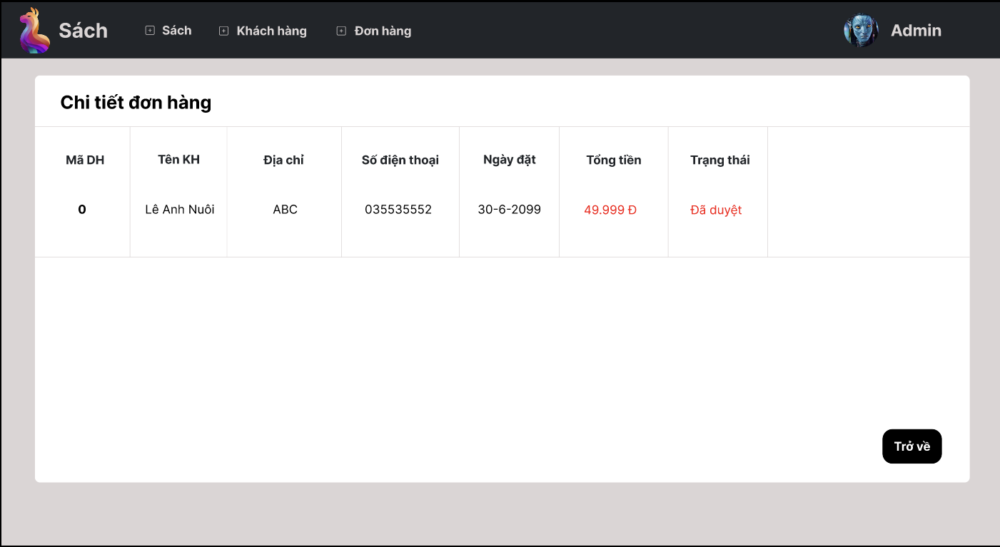 Sách Sách Khách hàng Đơn hàng Admin
Chi tiết đơn hàng
Mã DH Tên KH Địa chỉ Số điện thoại Ngày đặt Tổng tiền Trạng thái
0 Lê Anh Nuôi ABC 035535552 30-6-2099 49.999 Đ Đã duyệt
Trở về